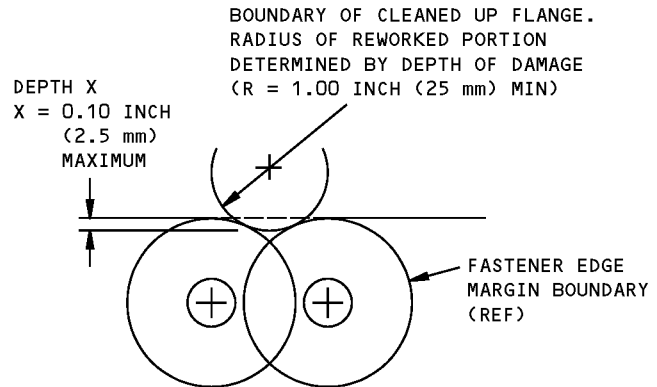 BOUNDARY OF CLEANED UP FLANGE.
RADIUS OF REWORKED PORTION
DETERMINED BY DEPTH OF DAMAGE
(R = 1.00 INCH (25 mm) MIN)
DEPTH X
X = 0.10 INCH
(2.5 mm)
MAXIMUM
FASTENER EDGE
MARGIN BOUNDARY
(REF)